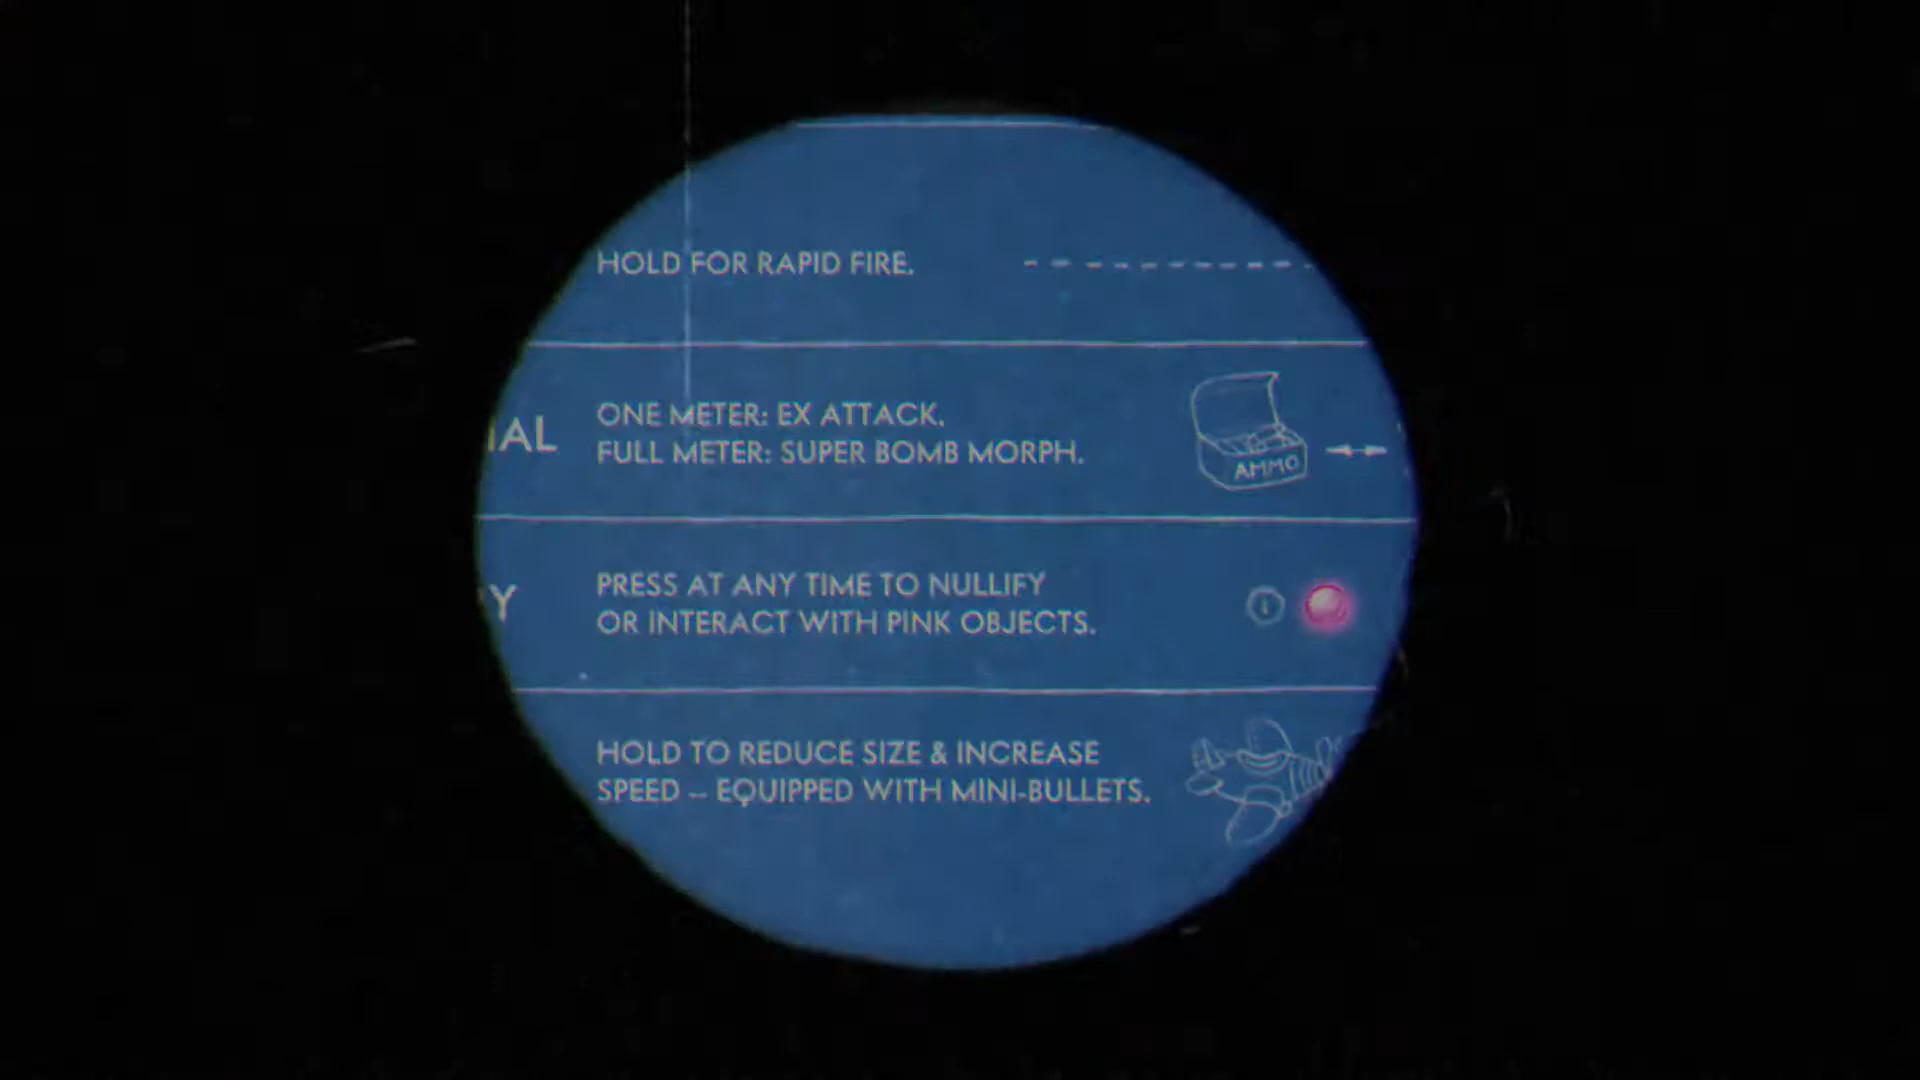 HOLD FOR RAPID FIRE.
IAL
ONE METER: EX ATTACK.
FULL METER: SUPER BOMB MORPH.
AMMO
Y
PRESS AT ANY TIME TO NULLIFY
OR INTERACT WITH PINK OBJECTS.
HOLD TO REDUCE SIZE & INCREASE
SPEED – EQUIPPED WITH MINI-BULLETS.